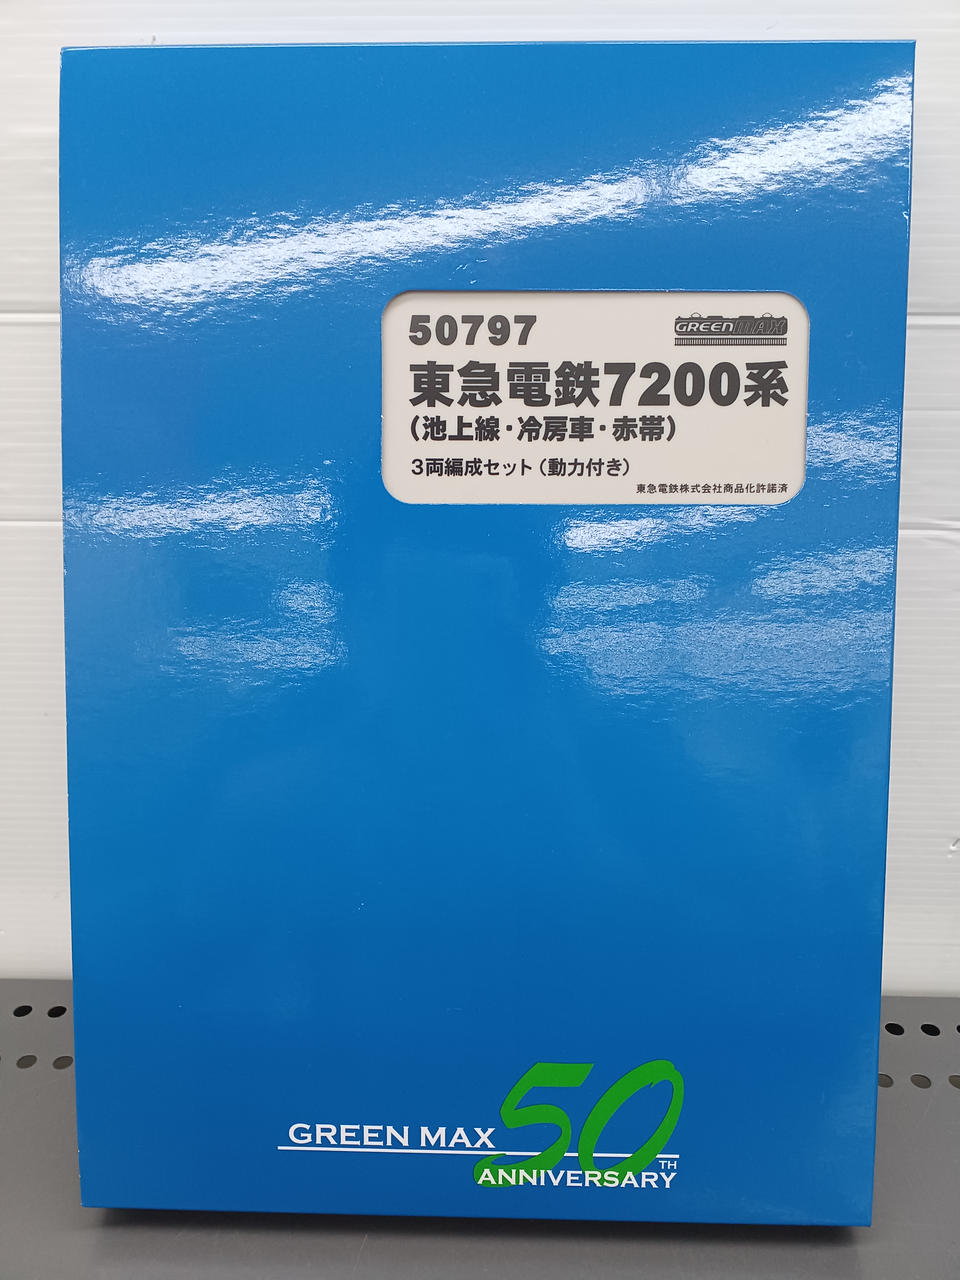 50797
GREENMAX
東急電鉄7200系
(池上線・冷房車・赤帯)
3両編成セット(動力付き)
東急電鉄株式会社商品化許諾済
GREEN MAX 50TH
ANNIVERSARY